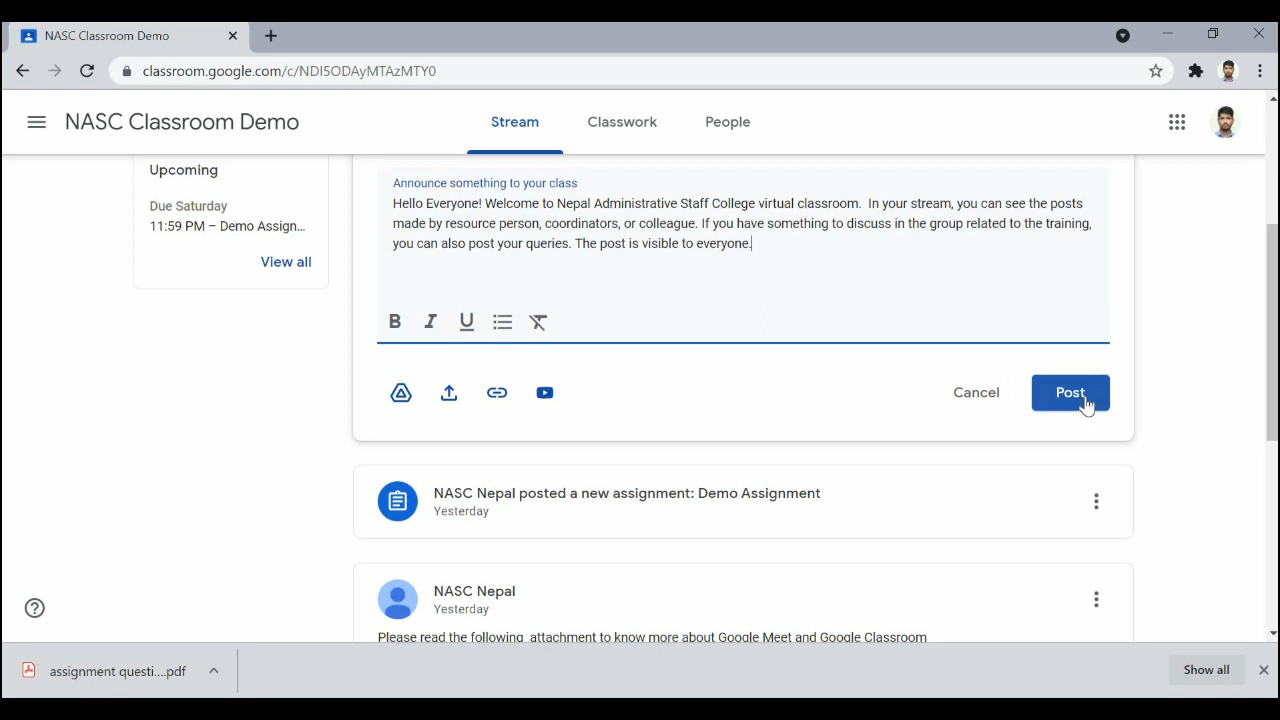 NASC Classroom Demo
classroom.google.com/c/NDI5ODAyMTAzMTY0
NASC Classroom Demo
Stream
Classwork
People
Upcoming
Due Saturday
11:59 PM – Demo Assign...
View all
Announce something to your class
Hello Everyone! Welcome to Nepal Administrative Staff College virtual classroom. In your stream, you can see the posts
made by resource person, coordinators, or colleague. If you have something to discuss in the group related to the training,
you can also post your queries. The post is visible to everyone.
B I U
Cancel
Post
NASC Nepal posted a new assignment: Demo Assignment
Yesterday
NASC Nepal
Yesterday
Please read the following attachment to know more about Google Meet and Google Classroom
assignment questi....pdf
Show all